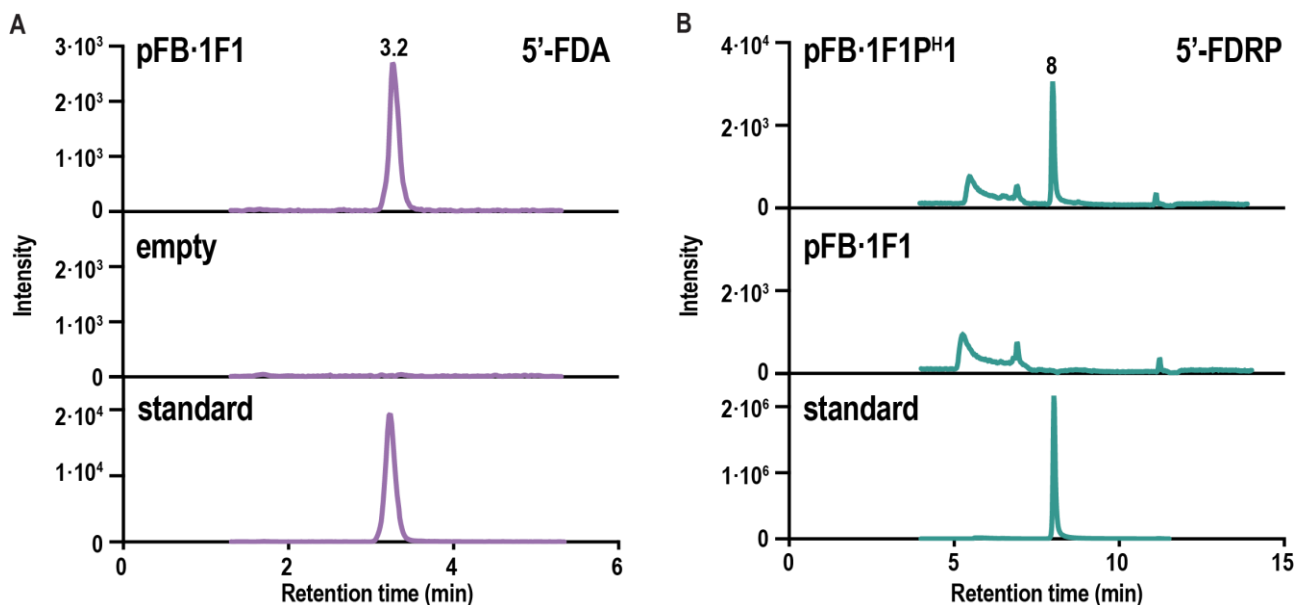 A
pFB·1F1
5'-FDA
3.2
3·10³
2·10³
1·10³
0
empty
2·10³
1·10³
0
standard
2·10⁴
1·10⁴
0
Intensity
0 2 4 6
Retention time (min)
B
pFB·1F1Pᴴ1
5'-FDRP
8
4·10⁴
2·10³
0
pFB·1F1
2·10³
0
standard
2·10⁶
1·10⁶
0
Intensity
0 5 10 15
Retention time (min)